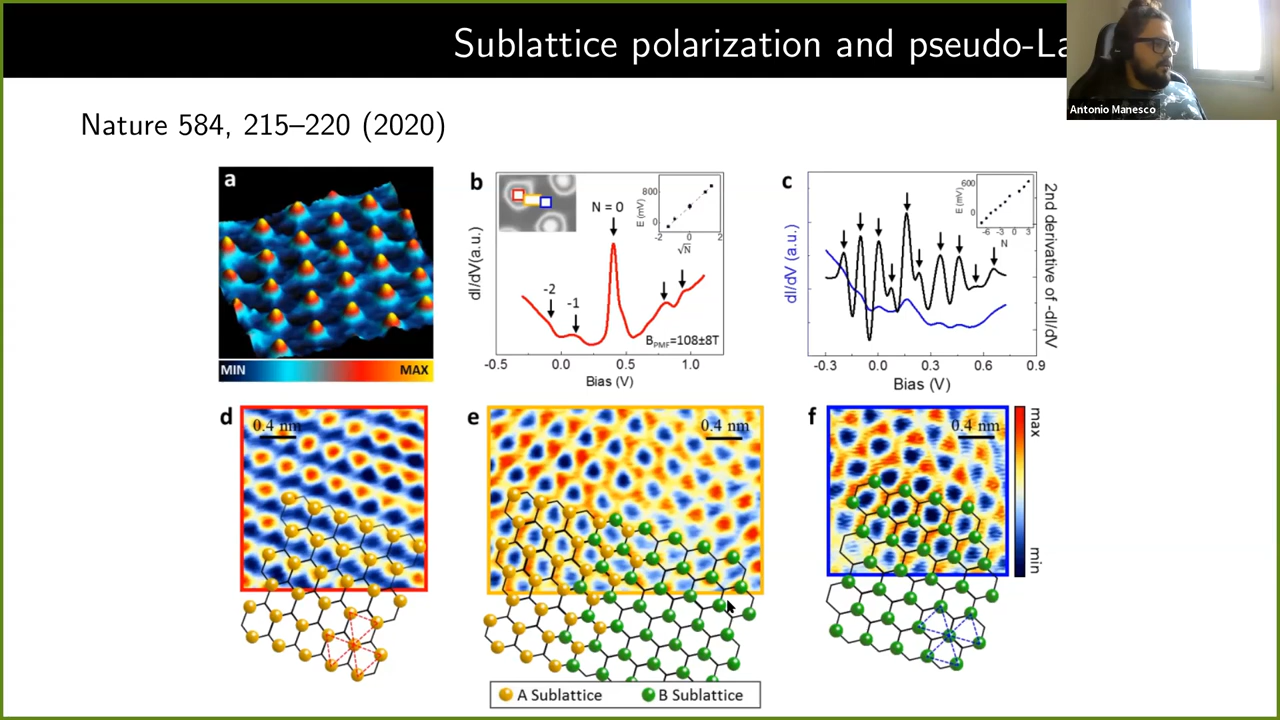 Sublattice polarization and pseudo-La
Antonio Manesco
Nature 584, 215–220 (2020)
a
MIN
MAX
b
dI/dV(a.u.)
N = 0
-2
-1
B_PMF=108±8T
-0.5
0.0
0.5
1.0
Bias (V)
E (mV)
800
0
-2
0
2
√N
c
dI/dV (a.u.)
2nd derivative of -dI/dV
-0.3
0.0
0.3
0.6
0.9
Bias (V)
E (mV)
600
0
-6
-3
0
3
N
d
0.4 nm
e
0.4 nm
f
0.4 nm
max
min
A Sublattice
B Sublattice